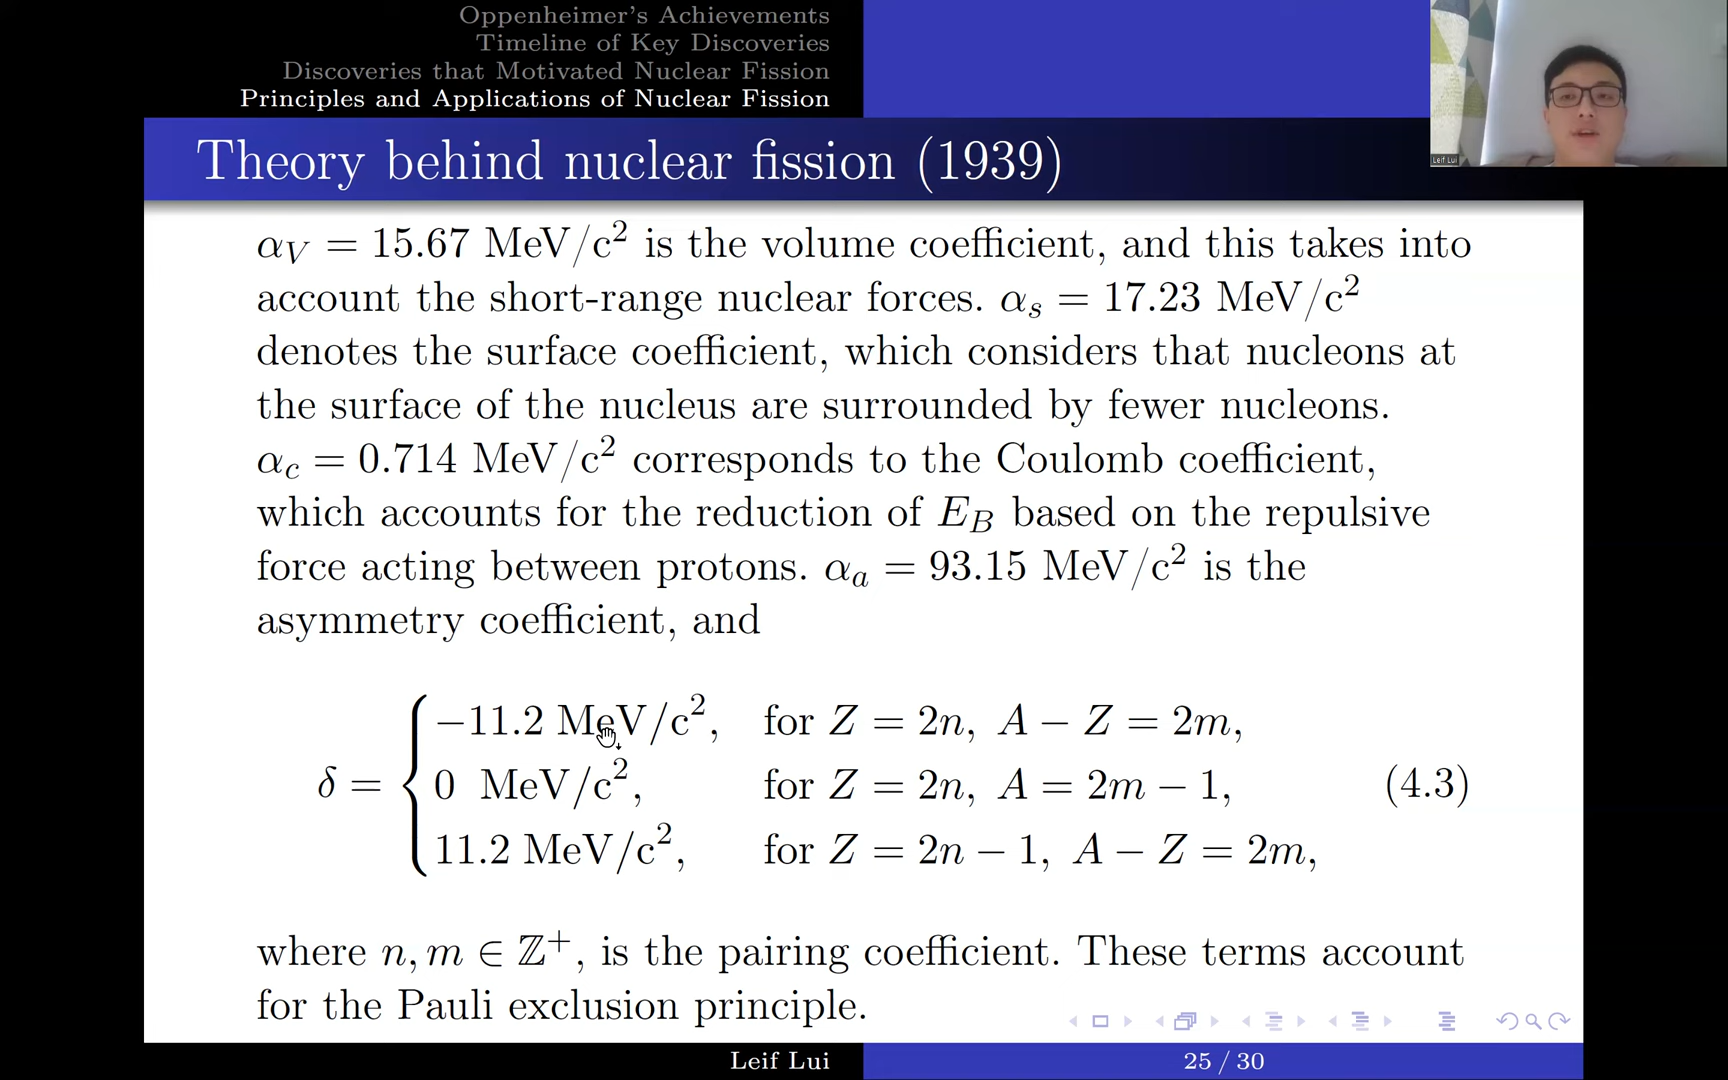 Oppenheimer's Achievements
Timeline of Key Discoveries
Discoveries that Motivated Nuclear Fission
Principles and Applications of Nuclear Fission
Theory behind nuclear fission (1939)
α_V = 15.67 MeV/c² is the volume coefficient, and this takes into
account the short-range nuclear forces. α_s = 17.23 MeV/c²
denotes the surface coefficient, which considers that nucleons at
the surface of the nucleus are surrounded by fewer nucleons.
α_c = 0.714 MeV/c² corresponds to the Coulomb coefficient,
which accounts for the reduction of E_B based on the repulsive
force acting between protons. α_a = 93.15 MeV/c² is the
asymmetry coefficient, and
−11.2 MeV/c², for Z = 2n, A − Z = 2m,
δ = { 0 MeV/c², for Z = 2n, A = 2m − 1, (4.3)
11.2 MeV/c², for Z = 2n − 1, A − Z = 2m,
where n, m ∈ ℤ⁺, is the pairing coefficient. These terms account
for the Pauli exclusion principle.
Leif Lui 25 / 30
Leif Lui